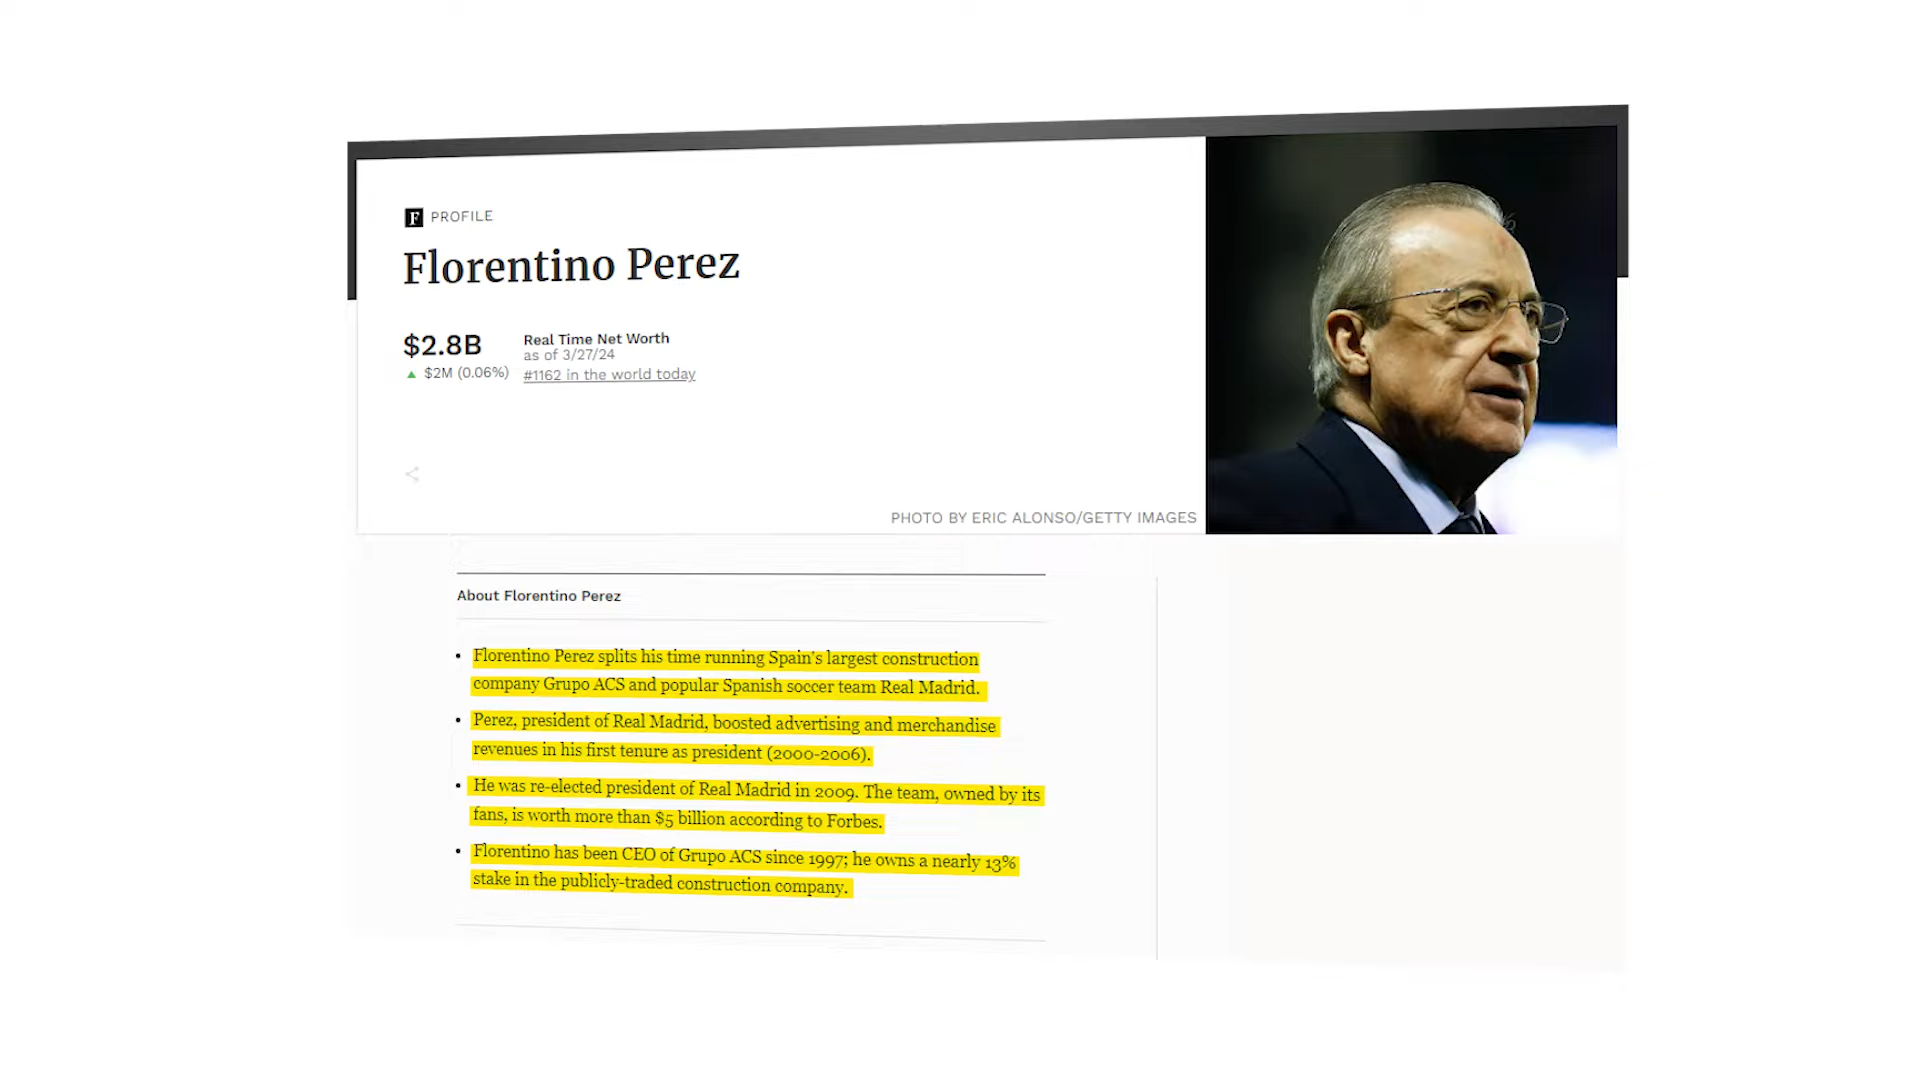 F PROFILE
Florentino Perez
$2.8B
Real Time Net Worth
as of 3/27/24
$2M (0.06%)
#1162 in the world today
PHOTO BY ERIC ALONSO/GETTY IMAGES
About Florentino Perez
Florentino Perez splits his time running Spain's largest construction
company Grupo ACS and popular Spanish soccer team Real Madrid.
Perez, president of Real Madrid, boosted advertising and merchandise
revenues in his first tenure as president (2000-2006).
He was re-elected president of Real Madrid in 2009. The team, owned by its
fans, is worth more than $5 billion according to Forbes.
Florentino has been CEO of Grupo ACS since 1997; he owns a nearly 13%
stake in the publicly-traded construction company.